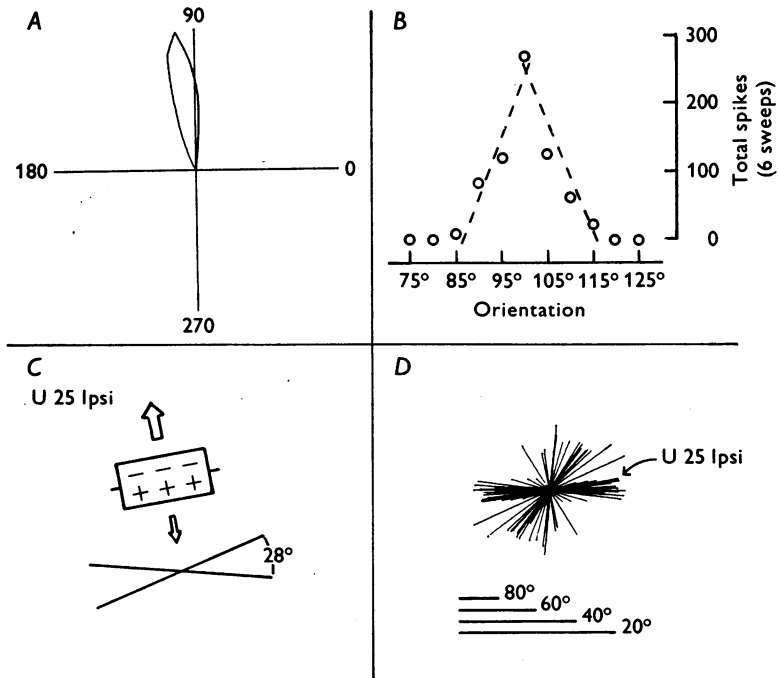 A
90
180
0
270
B
300
200
100
0
Total spikes
(6 sweeps)
75° 85° 95° 105° 115° 125°
Orientation
C
U 25 Ipsi
− − −
+ + +
28°
D
U 25 Ipsi
80°
60°
40°
20°